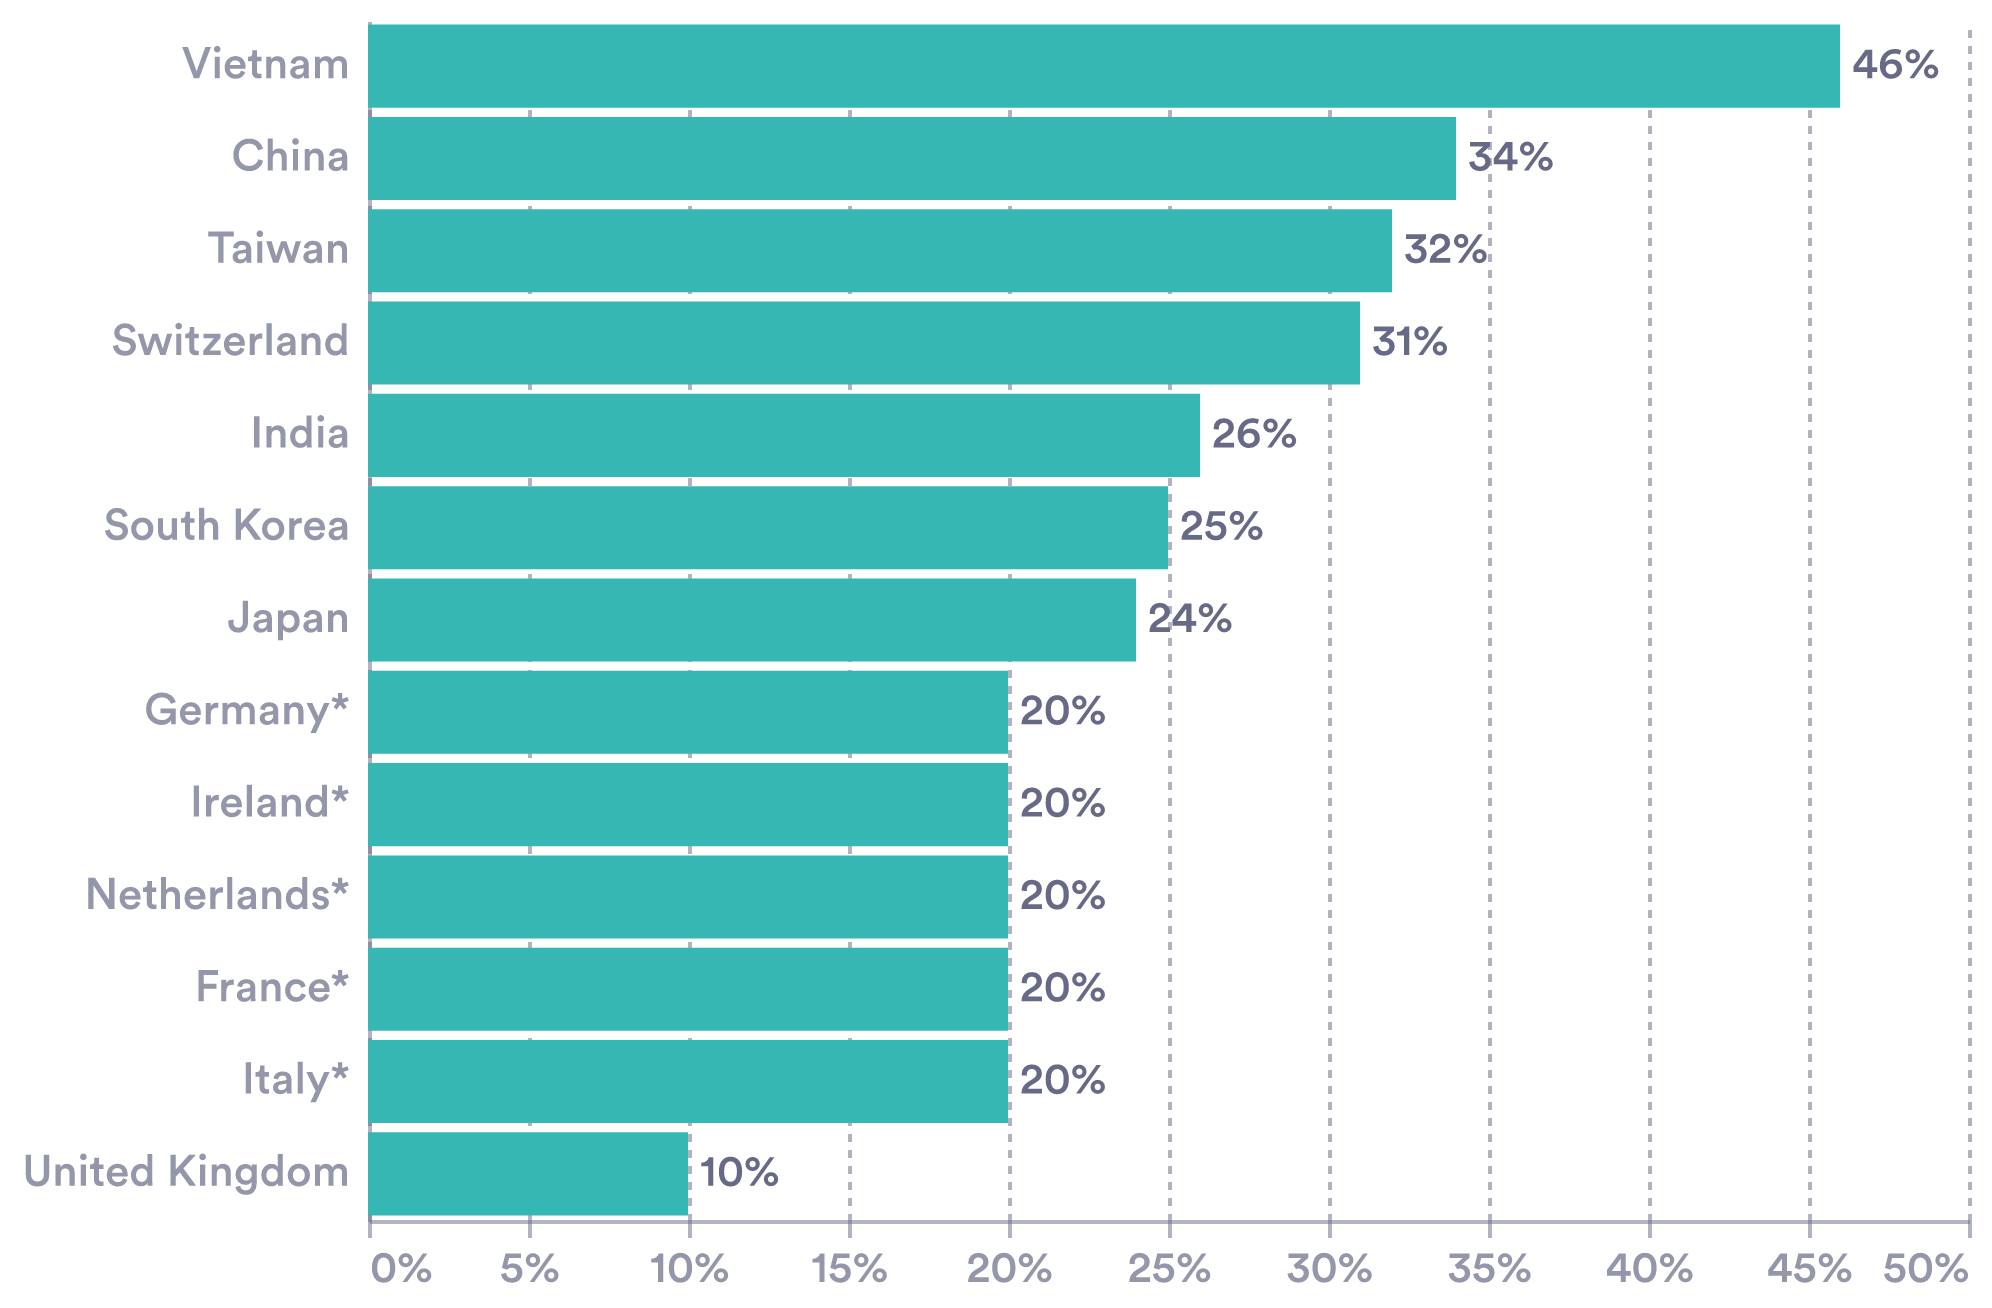 Vietnam 46%
China 34%
Taiwan 32%
Switzerland 31%
India 26%
South Korea 25%
Japan 24%
Germany* 20%
Ireland* 20%
Netherlands* 20%
France* 20%
Italy* 20%
United Kingdom 10%
0% 5% 10% 15% 20% 25% 30% 35% 40% 45% 50%